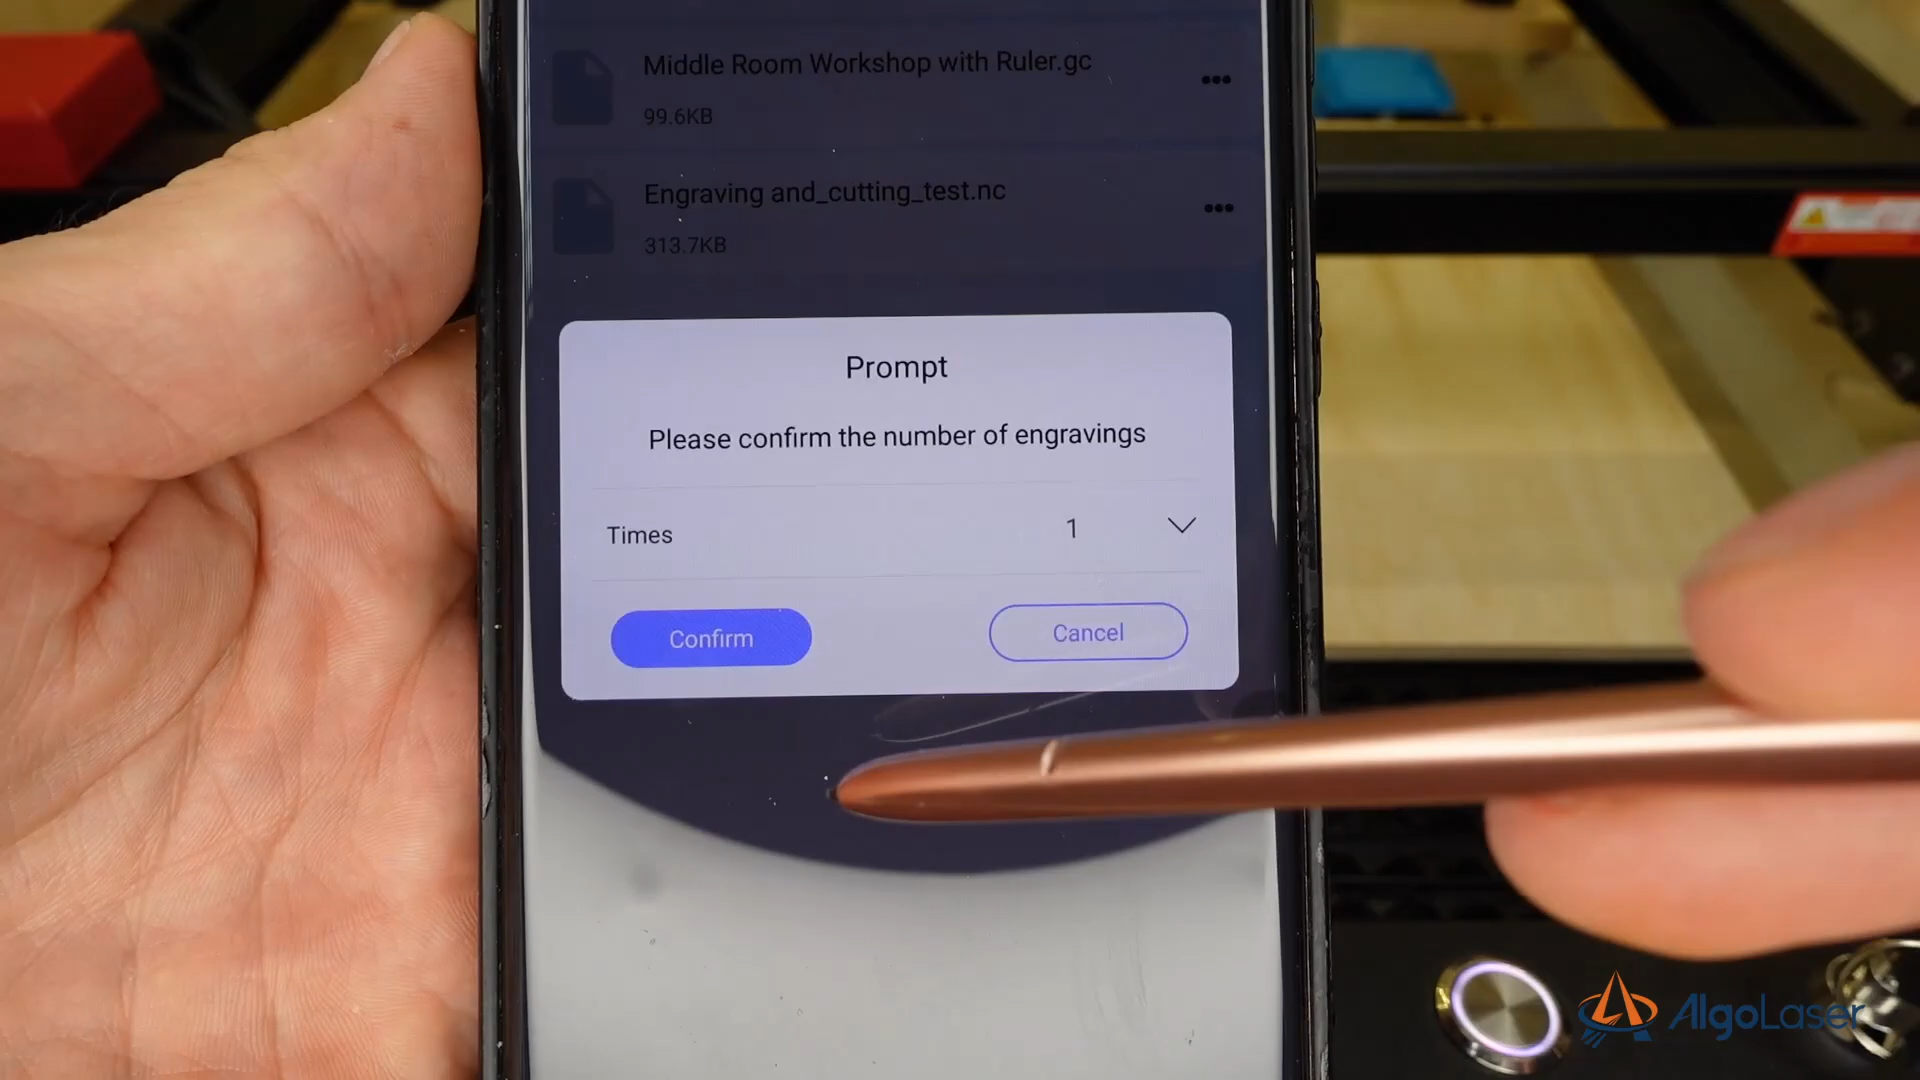 Middle Room Workshop with Ruler.gc
99.6KB
Engraving and_cutting_test.nc
313.7KB
Prompt
Please confirm the number of engravings
Times 1
Confirm Cancel
AlgoLaser